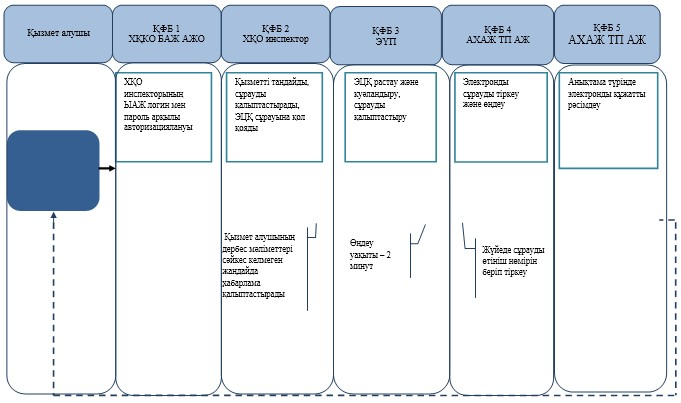 Қызмет алушы
ҚФБ 1
ХҚКО БАЖ АЖО
ҚФБ 2
ХҚО инспектор
ҚФБ 3
ЭҮП
ҚФБ 4
АХАЖ ТП АЖ
ҚФБ 5
АХАЖ ТП АЖ
ХҚО
инспекторының
ЫАЖ логин мен
пароль арқылы
авторизациялануы
Қызметті тандайды,
сұрауды
қалыптастырады,
ЭЦҚ сұрауына қол
қояды
ЭЦҚ растау және
куәландыру,
сұрауды
қалыптастыру
Электронды
сұрауды тіркеу
және өңдеу
Анықтама түрінде
электронды құжатты
рәсімдеу
Қызмет алушының
дербес мәліметтері
сәйкес келмеген
жандайда
хабарлама
қалыптастырады
Өңдеу
уақыты – 2
минут
Жүйеде сұрауды
өтініш нөмірін
беріп тіркеу